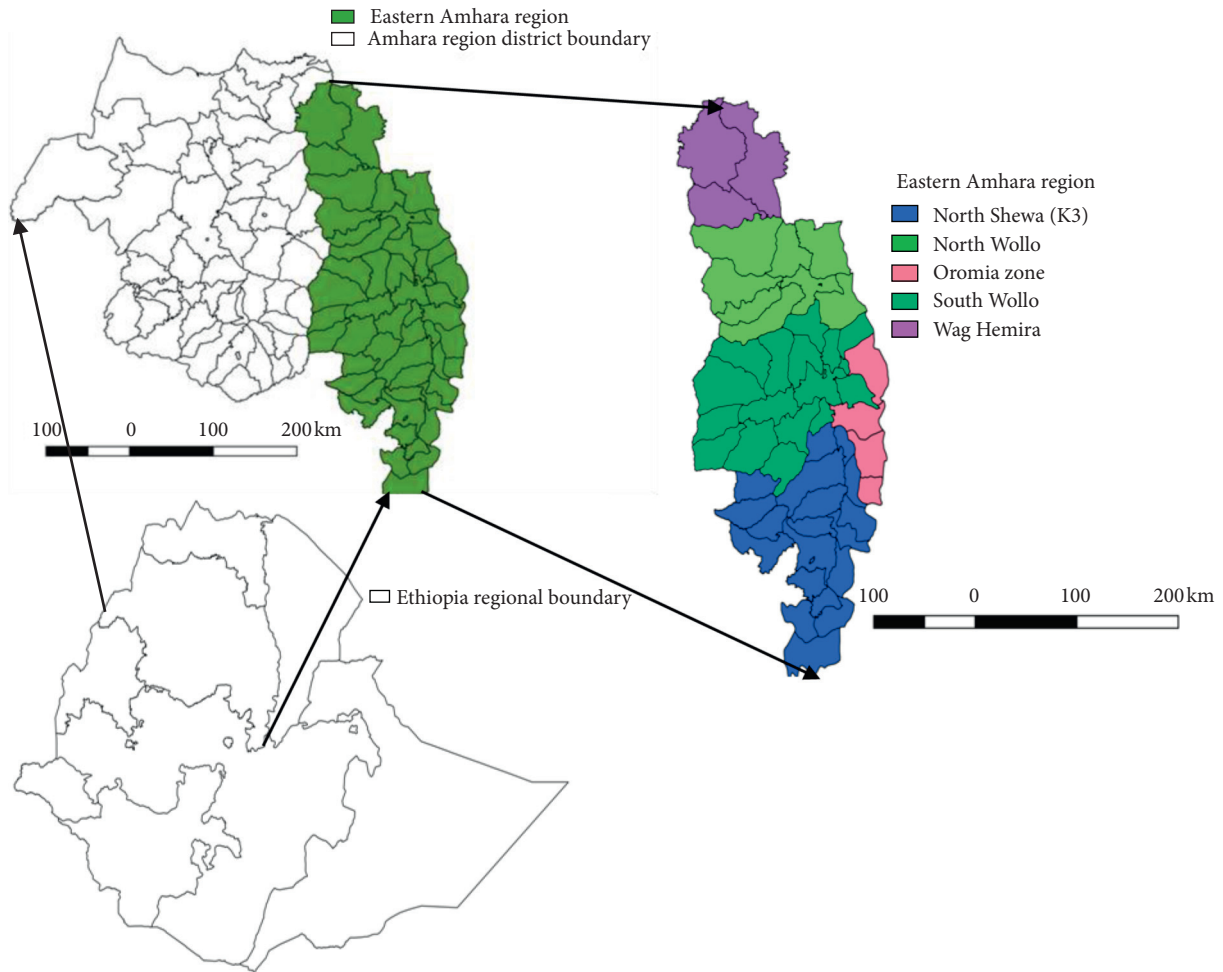 Eastern Amhara region
Amhara region district boundary
Eastern Amhara region
North Shewa (K3)
North Wollo
Oromia zone
South Wollo
Wag Hemira
100 0 100 200 km
Ethiopia regional boundary
100 0 100 200 km